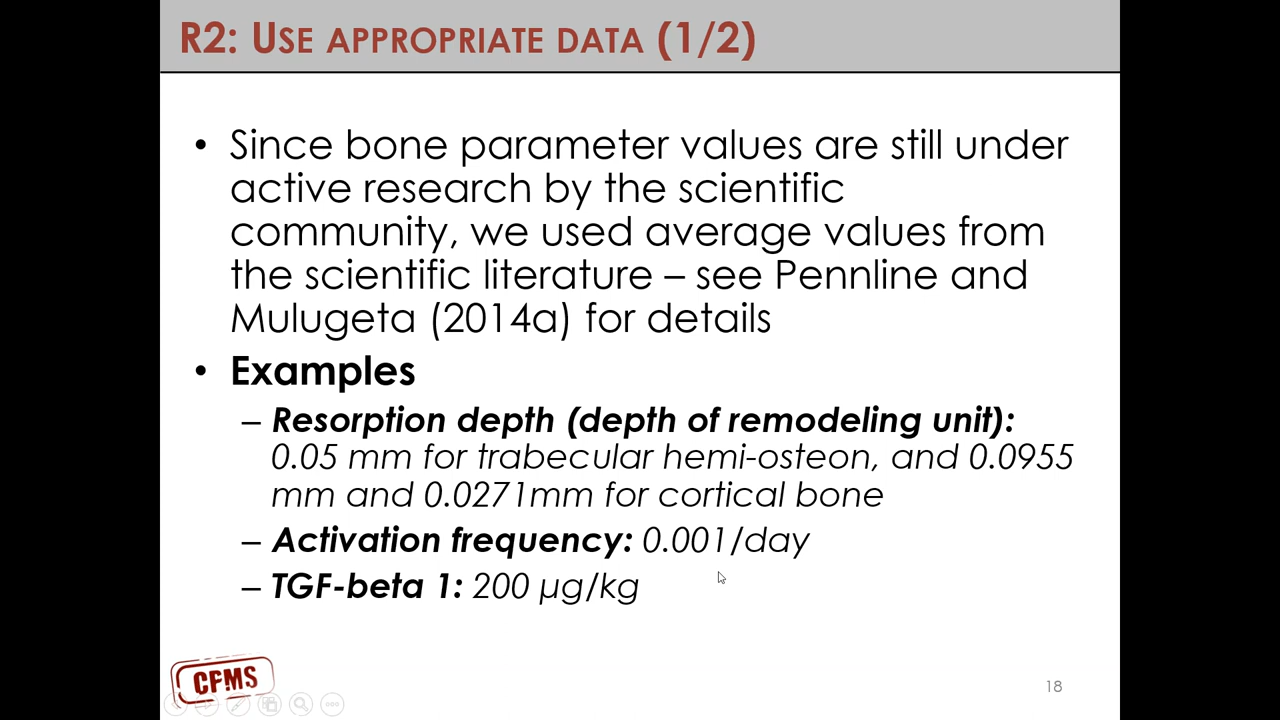 R2: USE APPROPRIATE DATA (1/2)
• Since bone parameter values are still under
active research by the scientific
community, we used average values from
the scientific literature – see Pennline and
Mulugeta (2014a) for details
• Examples
– Resorption depth (depth of remodeling unit):
0.05 mm for trabecular hemi-osteon, and 0.0955
mm and 0.0271mm for cortical bone
– Activation frequency: 0.001/day
– TGF-beta 1: 200 µg/kg
CFMS
18